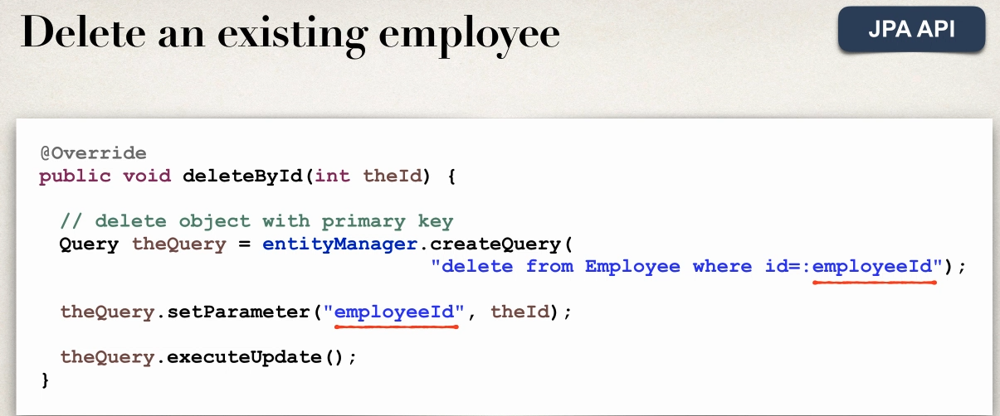 Delete an existing employee
JPA API
@Override
public void deleteById(int theId) {
// delete object with primary key
Query theQuery = entityManager.createQuery(
"delete from Employee where id=:employeeId");
theQuery.setParameter("employeeId", theId);
theQuery.executeUpdate();
}